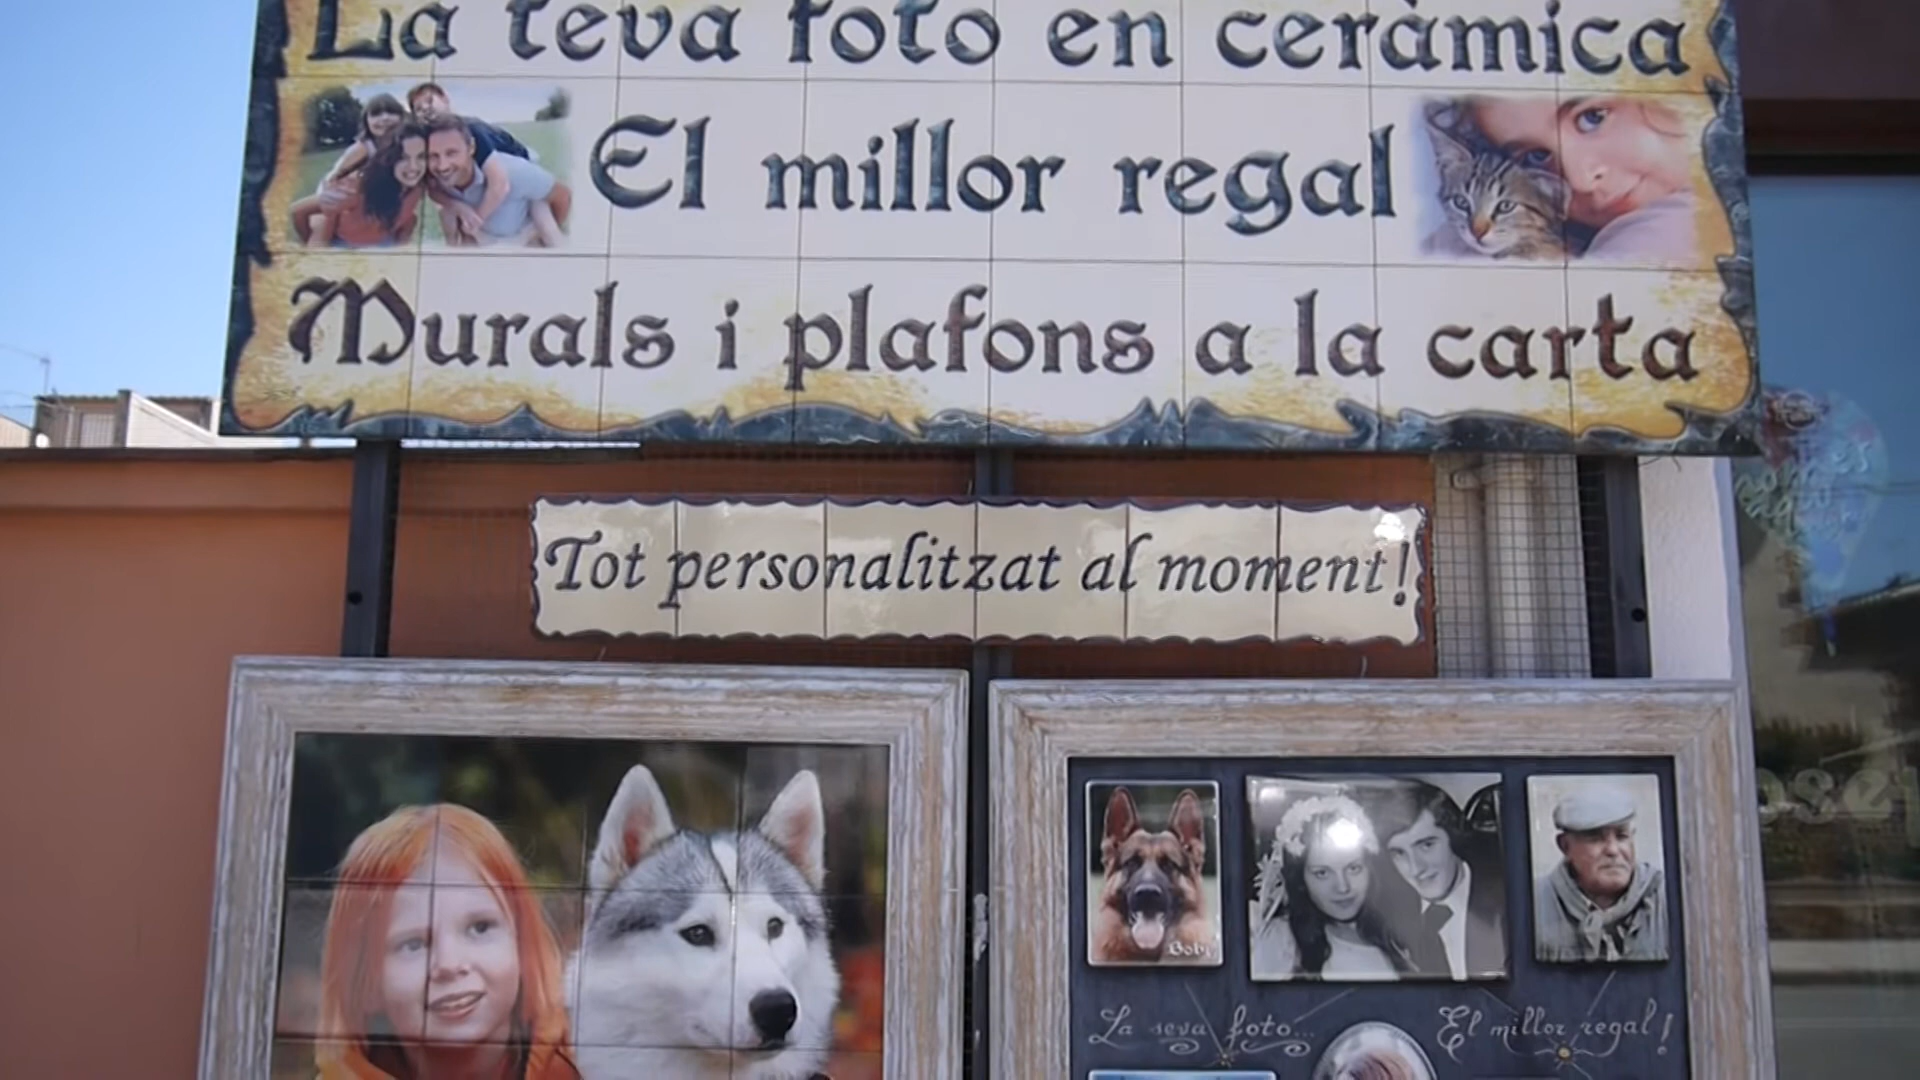 La teva foto en ceràmica
El millor regal
Murals i plafons a la carta
Tot personalitzat al moment!
La seva foto...
El millor regal!